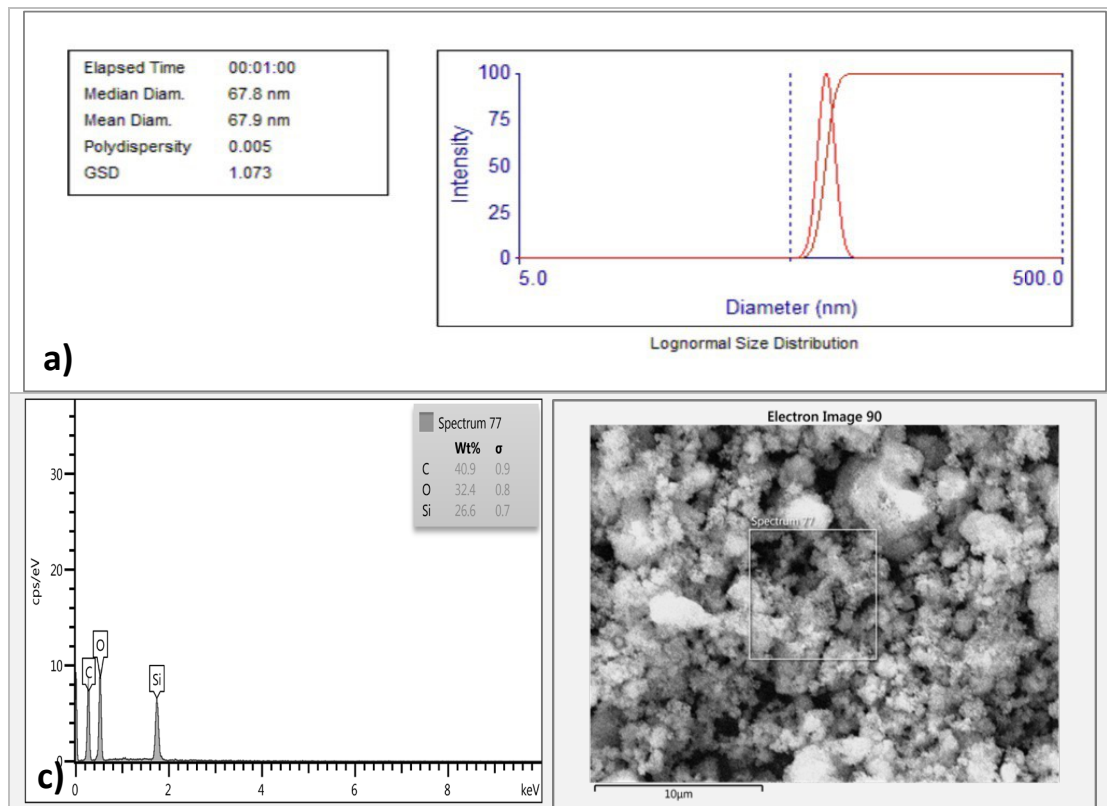 Elapsed Time 00:01:00
Median Diam. 67.8 nm
Mean Diam. 67.9 nm
Polydispersity 0.005
GSD 1.073
100
75
50
25
0
Intensity
5.0 500.0
Diameter (nm)
Lognormal Size Distribution
a)
Spectrum 77
Wt% σ
C 40.9 0.9
O 32.4 0.8
Si 26.6 0.7
30
20
10
0
cps/eV
C
O
Si
0 2 4 6 8 keV
c)
Electron Image 90
Spectrum 77
10μm